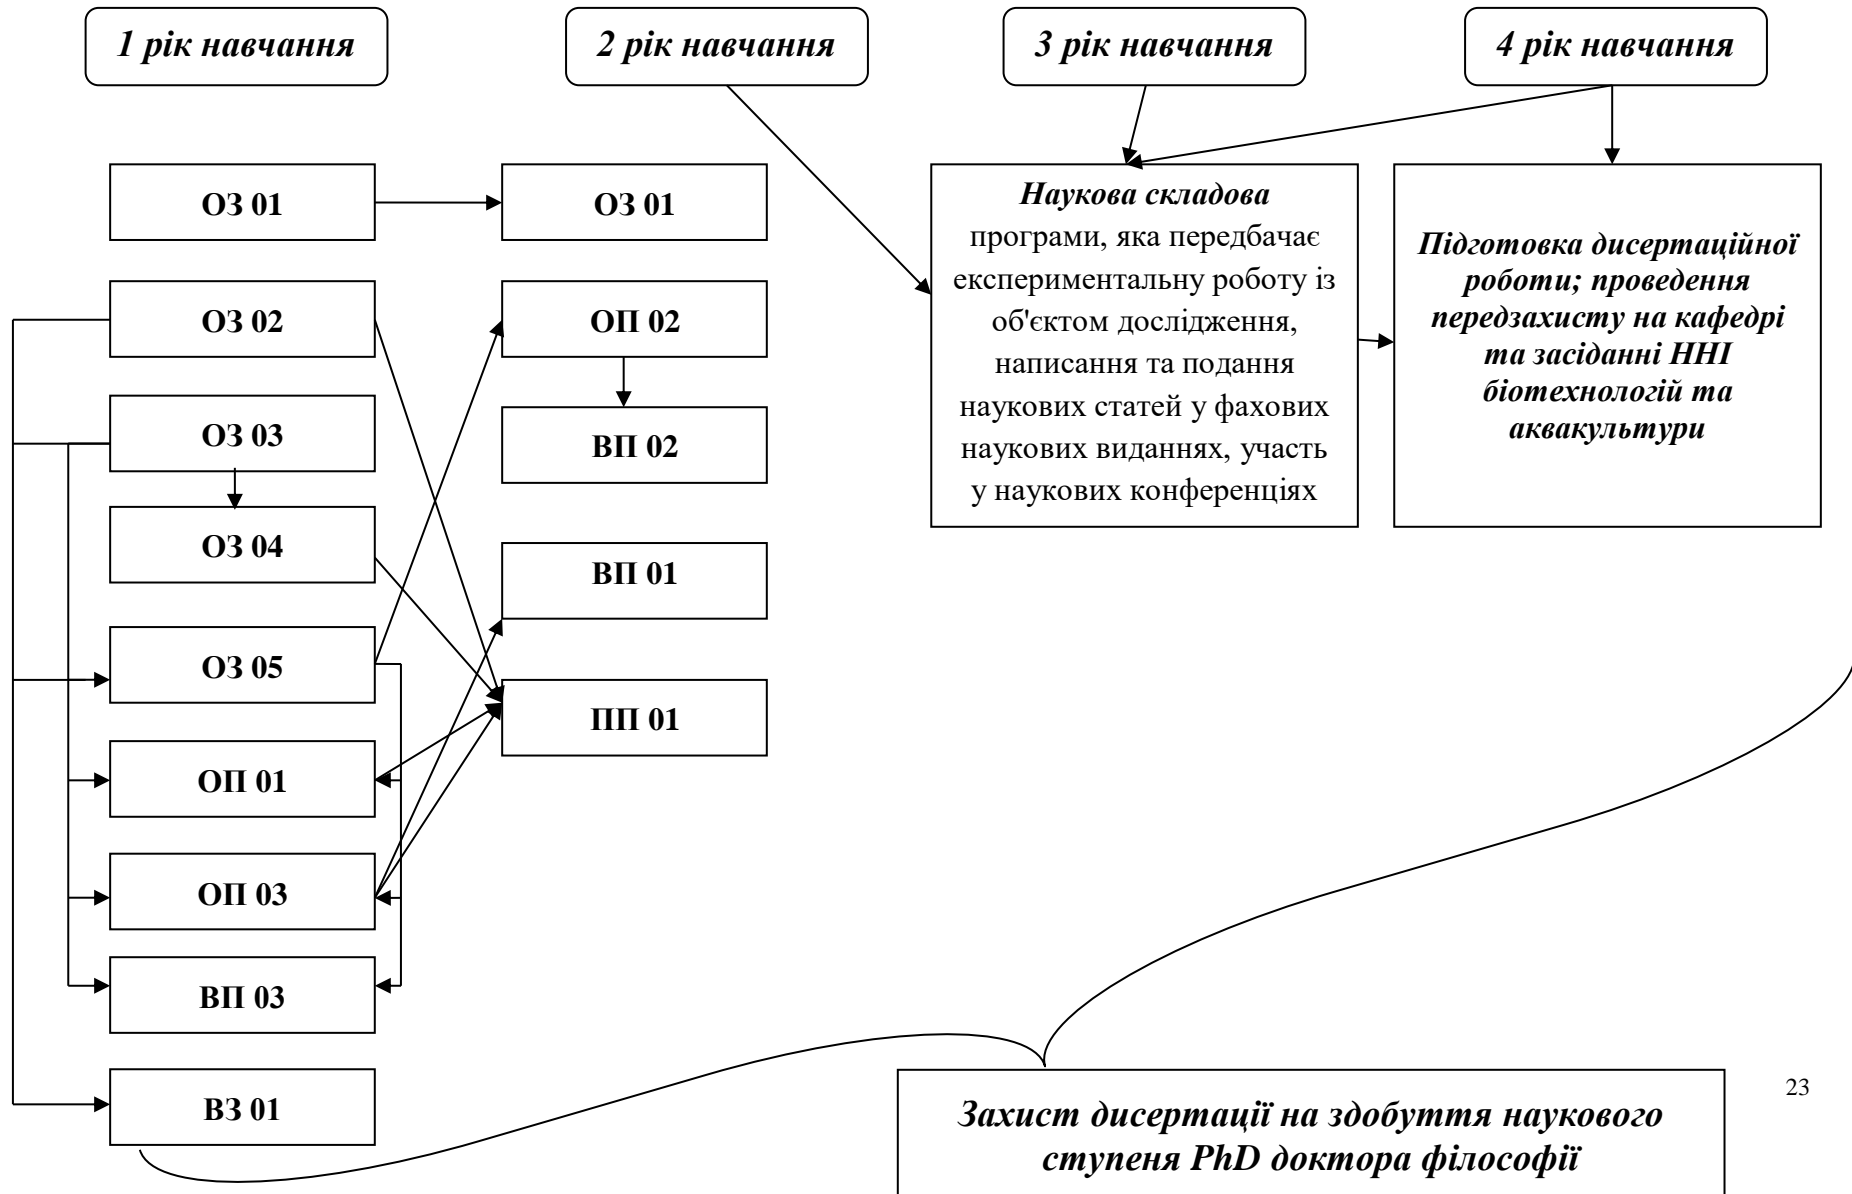 1 рік навчання
2 рік навчання
3 рік навчання
4 рік навчання
ОЗ 01
ОЗ 02
ОЗ 03
ОЗ 04
ОЗ 05
ОП 01
ОП 03
ВП 03
ВЗ 01
ОЗ 01
ОП 02
ВП 02
ВП 01
ПП 01
Наукова складова
програми, яка передбачає
експериментальну роботу із
об'єктом дослідження,
написання та подання
наукових статей у фахових
наукових виданнях, участь
у наукових конференціях
Підготовка дисертаційної
роботи; проведення
передзахисту на кафедрі
та засіданні ННІ
біотехнологій та
аквакультури
Захист дисертації на здобуття наукового
ступеня PhD доктора філософії
23